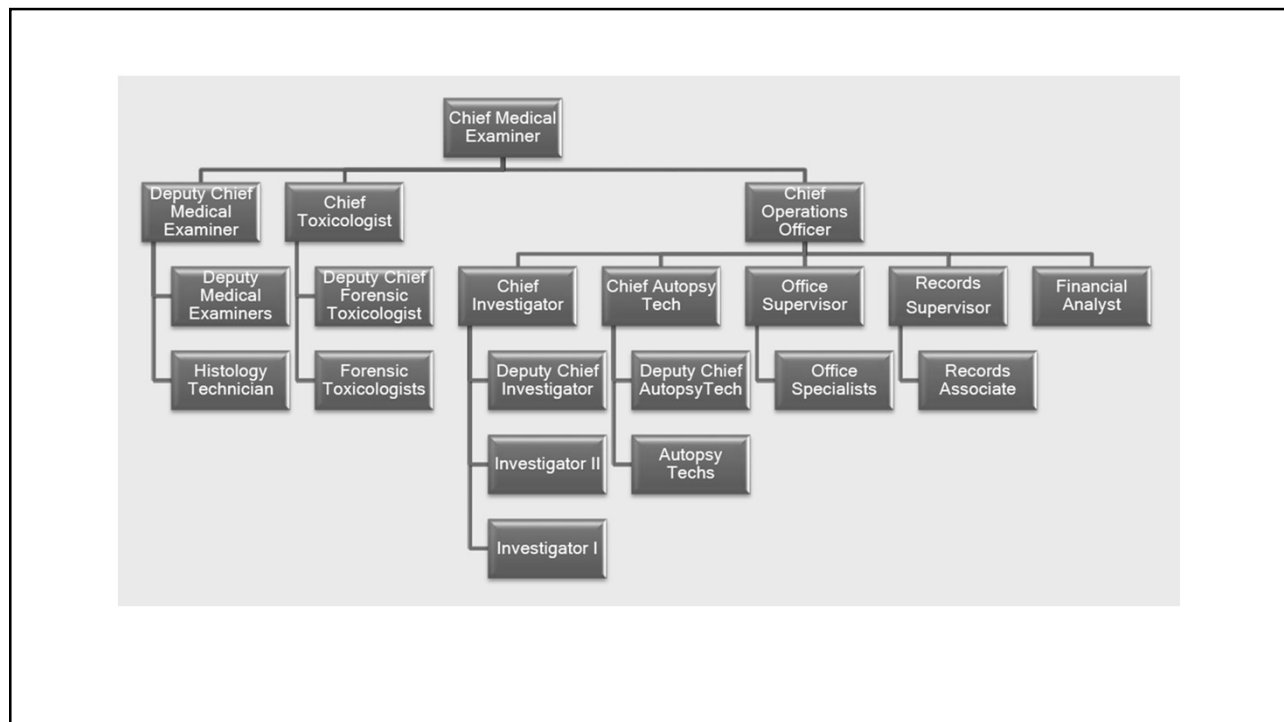 Chief Medical
Examiner
Deputy Chief
Medical
Examiner
Chief
Toxicologist
Chief
Operations
Officer
Deputy
Medical
Examiners
Histology
Technician
Deputy Chief
Forensic
Toxicologist
Forensic
Toxicologists
Chief
Investigator
Deputy Chief
Investigator
Investigator II
Investigator I
Chief Autopsy
Tech
Deputy Chief
AutopsyTech
Autopsy
Techs
Office
Supervisor
Office
Specialists
Records
Supervisor
Records
Associate
Financial
Analyst